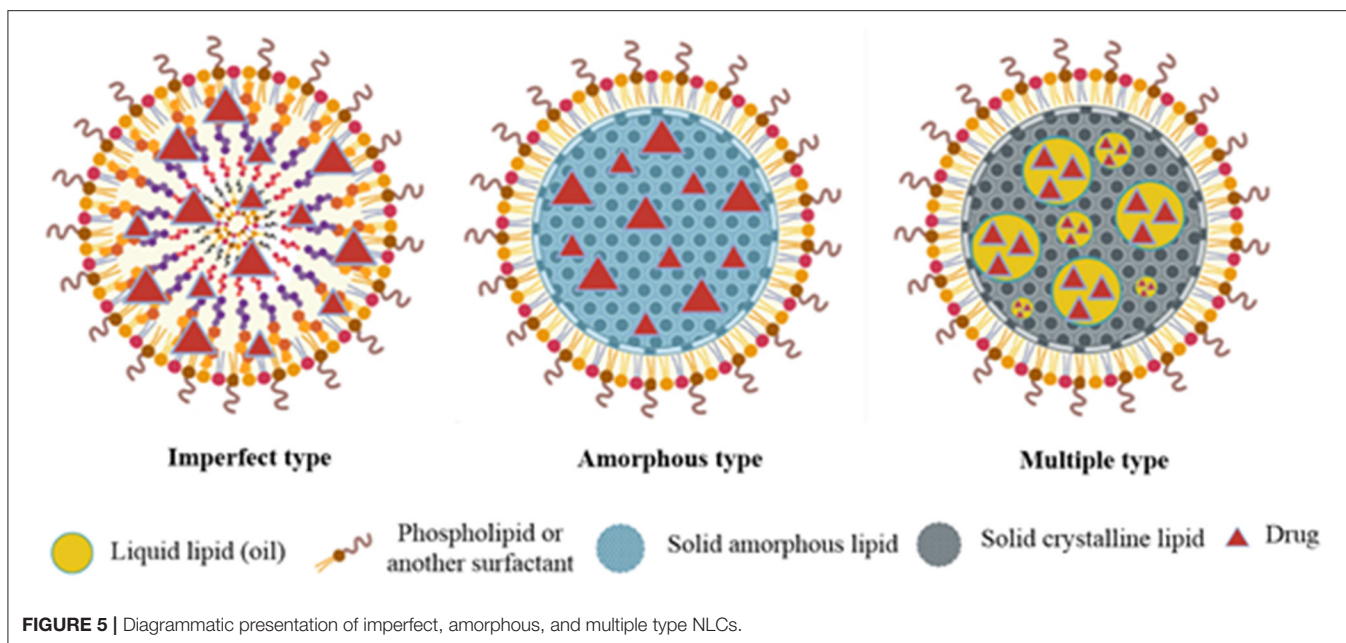 Imperfect type
Amorphous type
Multiple type
Liquid lipid (oil)
Phospholipid or
another surfactant
Solid amorphous lipid
Solid crystalline lipid
Drug
FIGURE 5 | Diagrammatic presentation of imperfect, amorphous, and multiple type NLCs.